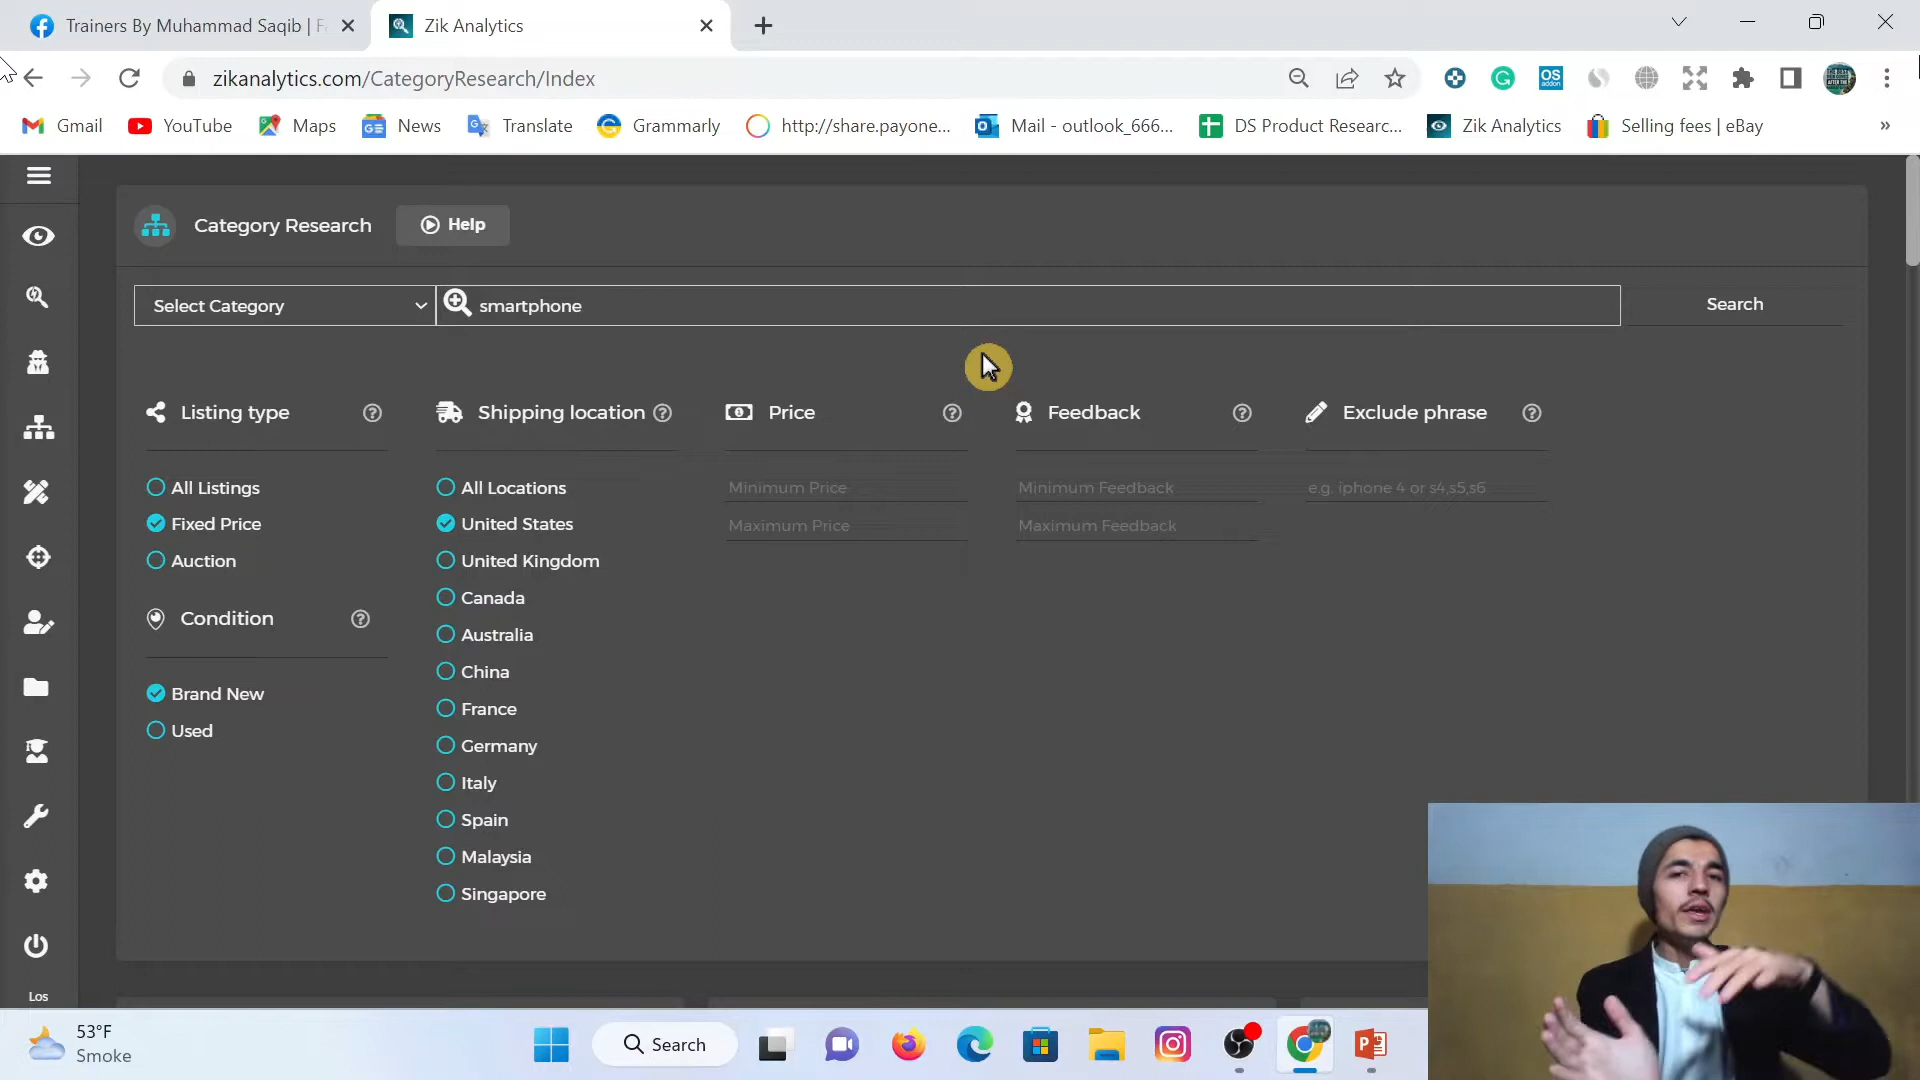 Trainers By Muhammad Saqib | Fa
Zik Analytics
zikanalytics.com/CategoryResearch/Index
OS
addon
Gmail
YouTube
Maps
News
Translate
Grammarly
http://share.payone...
Mail - outlook_666...
DS Product Researc...
Zik Analytics
Selling fees | eBay
»
Category Research
Help
Select Category
smartphone
Search
Listing type
Shipping location
Price
Feedback
Exclude phrase
All Listings
All Locations
Minimum Price
Minimum Feedback
e.g. iphone 4 or s4,s5,s6
Fixed Price
United States
Maximum Price
Maximum Feedback
Auction
United Kingdom
Canada
Condition
Australia
China
Brand New
France
Used
Germany
Italy
Spain
Malaysia
Singapore
Los
53°F
Smoke
Search